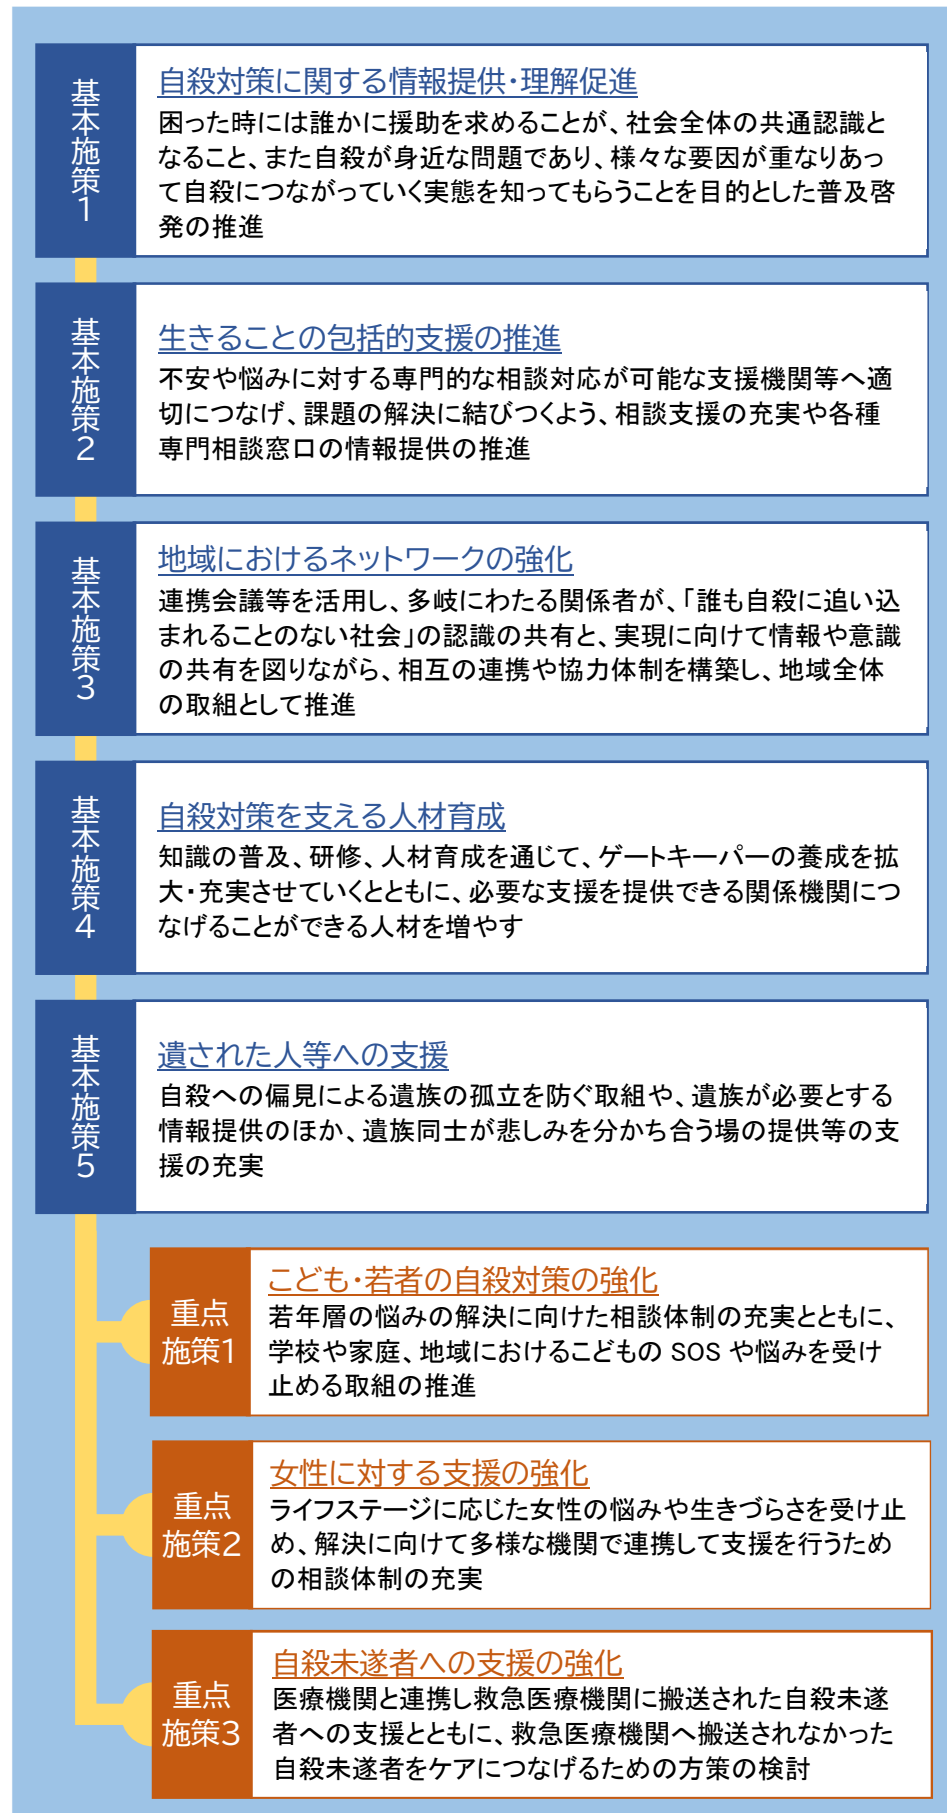 基本施策1
自殺対策に関する情報提供・理解促進
困った時には誰かに援助を求めることが、社会全体の共通認識と
なること、また自殺が身近な問題であり、様々な要因が重なりあっ
て自殺につながっていく実態を知ってもらうことを目的とした普及啓
発の推進
基本施策2
生きることの包括的支援の推進
不安や悩みに対する専門的な相談対応が可能な支援機関等へ適
切につなげ、課題の解決に結びつくよう、相談支援の充実や各種
専門相談窓口の情報提供の推進
基本施策3
地域におけるネットワークの強化
連携会議等を活用し、多岐にわたる関係者が、「誰も自殺に追い込
まれることのない社会」の認識の共有と、実現に向けて情報や意識
の共有を図りながら、相互の連携や協力体制を構築し、地域全体
の取組として推進
基本施策4
自殺対策を支える人材育成
知識の普及、研修、人材育成を通じて、ゲートキーパーの養成を拡
大・充実させていくとともに、必要な支援を提供できる関係機関につ
なげることができる人材を増やす
基本施策5
遺された人等への支援
自殺への偏見による遺族の孤立を防ぐ取組や、遺族が必要とする
情報提供のほか、遺族同士が悲しみを分かち合う場の提供等の支
援の充実
重点
施策1
こども・若者の自殺対策の強化
若年層の悩みの解決に向けた相談体制の充実とともに、
学校や家庭、地域におけるこどもの SOS や悩みを受け
止める取組の推進
重点
施策2
女性に対する支援の強化
ライフステージに応じた女性の悩みや生きづらさを受け止
め、解決に向けて多様な機関で連携して支援を行うため
の相談体制の充実
重点
施策3
自殺未遂者への支援の強化
医療機関と連携し救急医療機関に搬送された自殺未遂
者への支援とともに、救急医療機関へ搬送されなかった
自殺未遂者をケアにつなげるための方策の検討